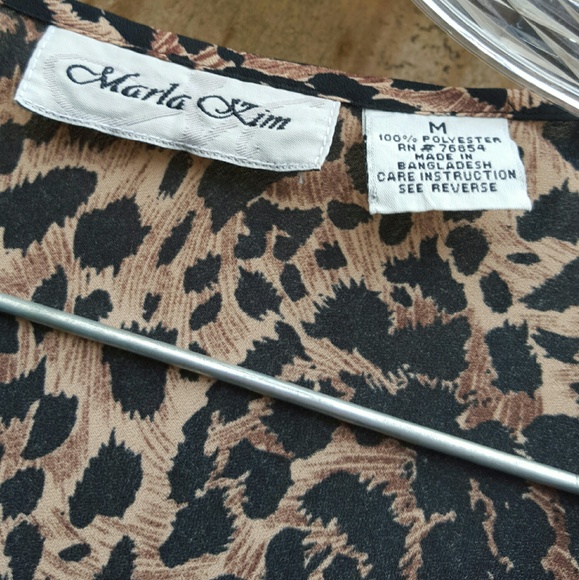 Marla Kim
M
100% POLYESTER
RN # 76654
MADE IN
BANGLADESH
CARE INSTRUCTION
SEE REVERSE